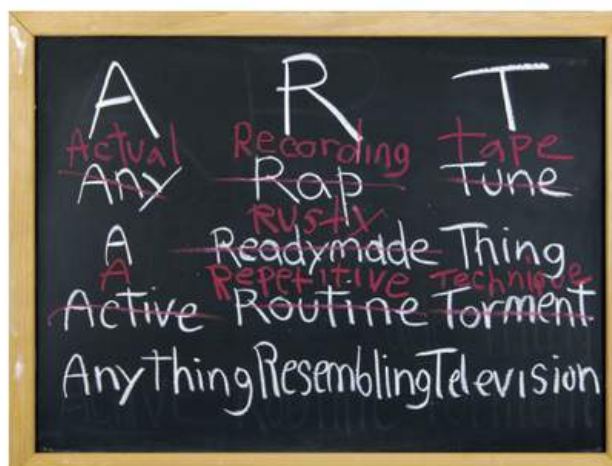 A R T
Actual Recording tape
Any Rap Tune
Rusty
A Readymade Thing
A Repetitive Technique
Active Routine Torment
Anything Resembling Television